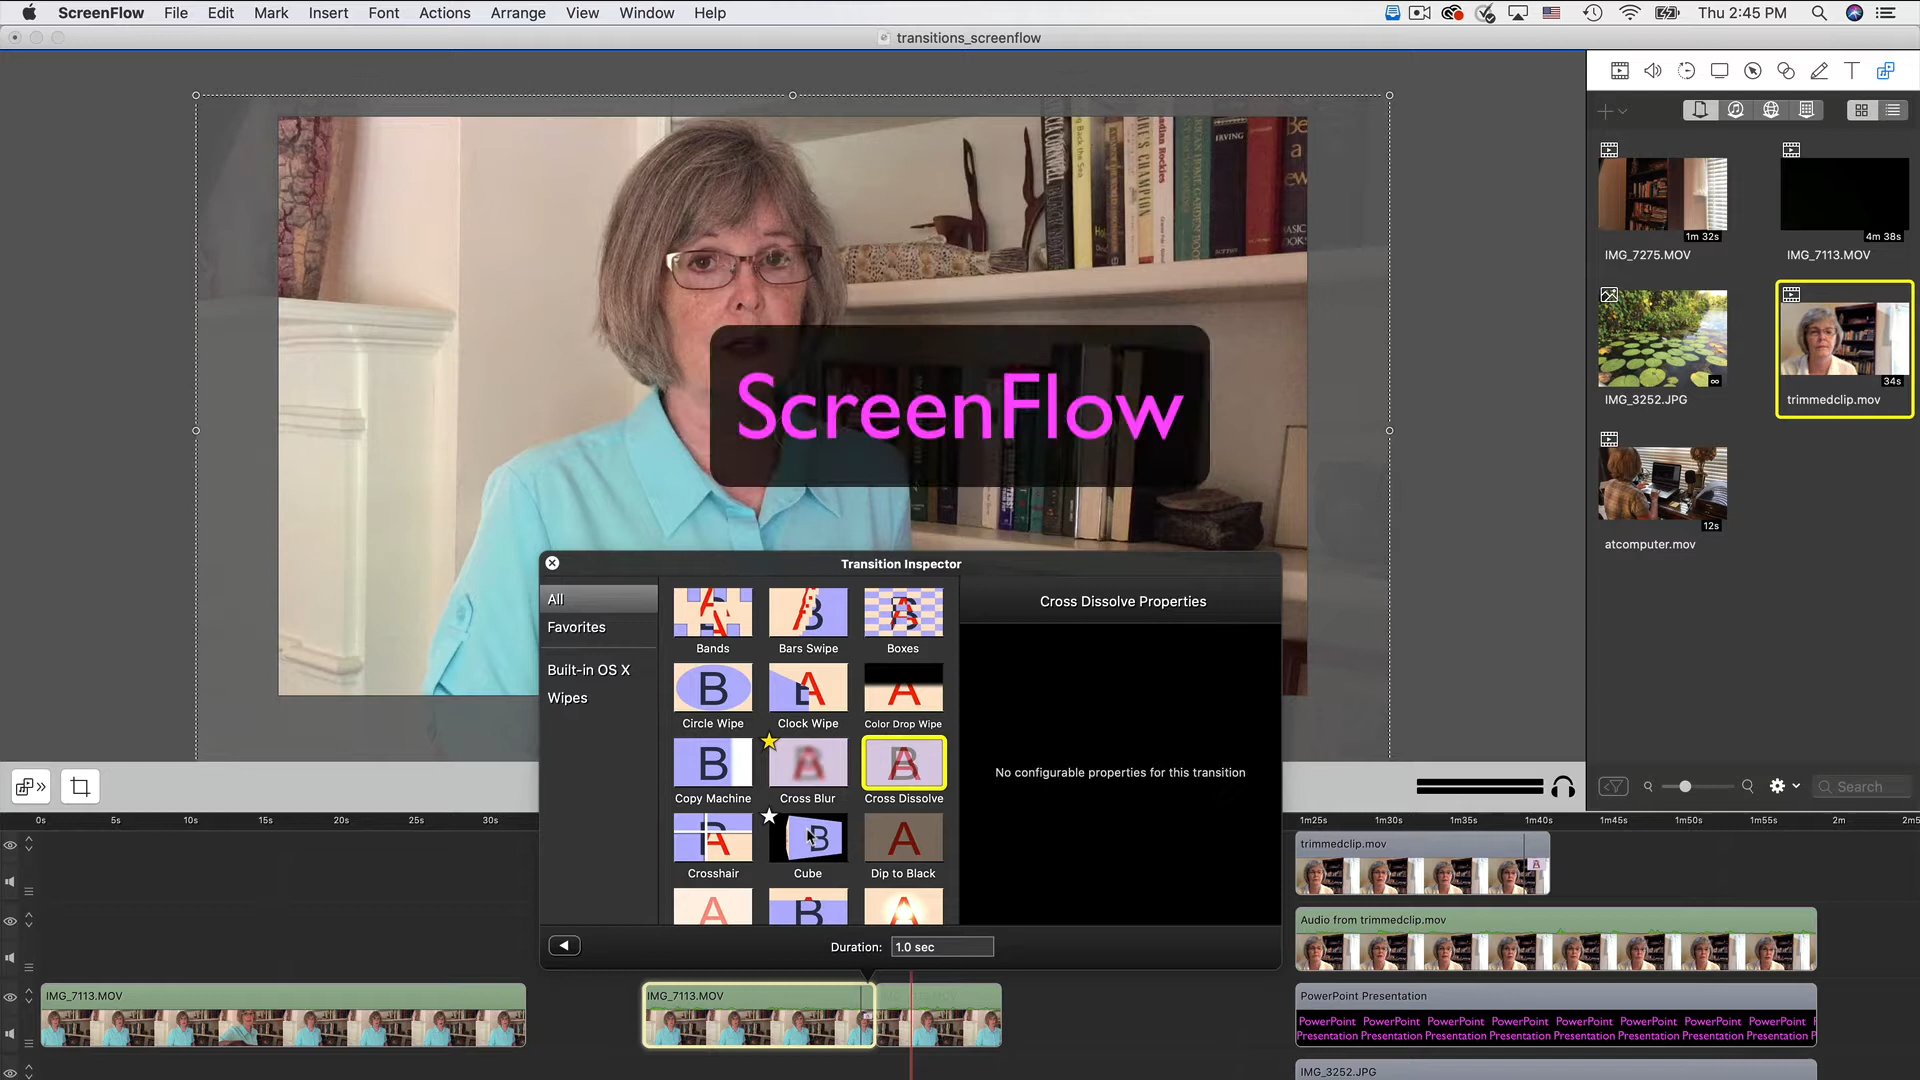 ScreenFlow File Edit Mark Insert Font Actions Arrange View Window Help Thu 2:45 PM
transitions_screenflow
1m 32s
4m 38s
IMG_7275.MOV
IMG_7113.MOV
34s
IMG_3252.JPG
trimmedclip.mov
12s
atcomputer.mov
IRVING
Canadian Rockies
BASIC
ScreenFlow
Transition Inspector
All
Favorites
Built-in OS X
Wipes
Bands
Bars Swipe
Boxes
Circle Wipe
Clock Wipe
Color Drop Wipe
Copy Machine
Cross Blur
Cross Dissolve
Crosshair
Cube
Dip to Black
Cross Dissolve Properties
No configurable properties for this transition
Duration: 1.0 sec
Search
0s 5s 10s 15s 20s 25s 30s
1m25s 1m30s 1m35s 1m40s 1m45s 1m50s 1m55s 2m 2m5
trimmedclip.mov
Audio from trimmedclip.mov
IMG_7113.MOV
IMG_7113.MOV
PowerPoint Presentation
PowerPoint PowerPoint PowerPoint PowerPoint PowerPoint PowerPoint PowerPoint PowerPoint
Presentation Presentation Presentation Presentation Presentation Presentation Presentation Presentation
IMG_3252.JPG